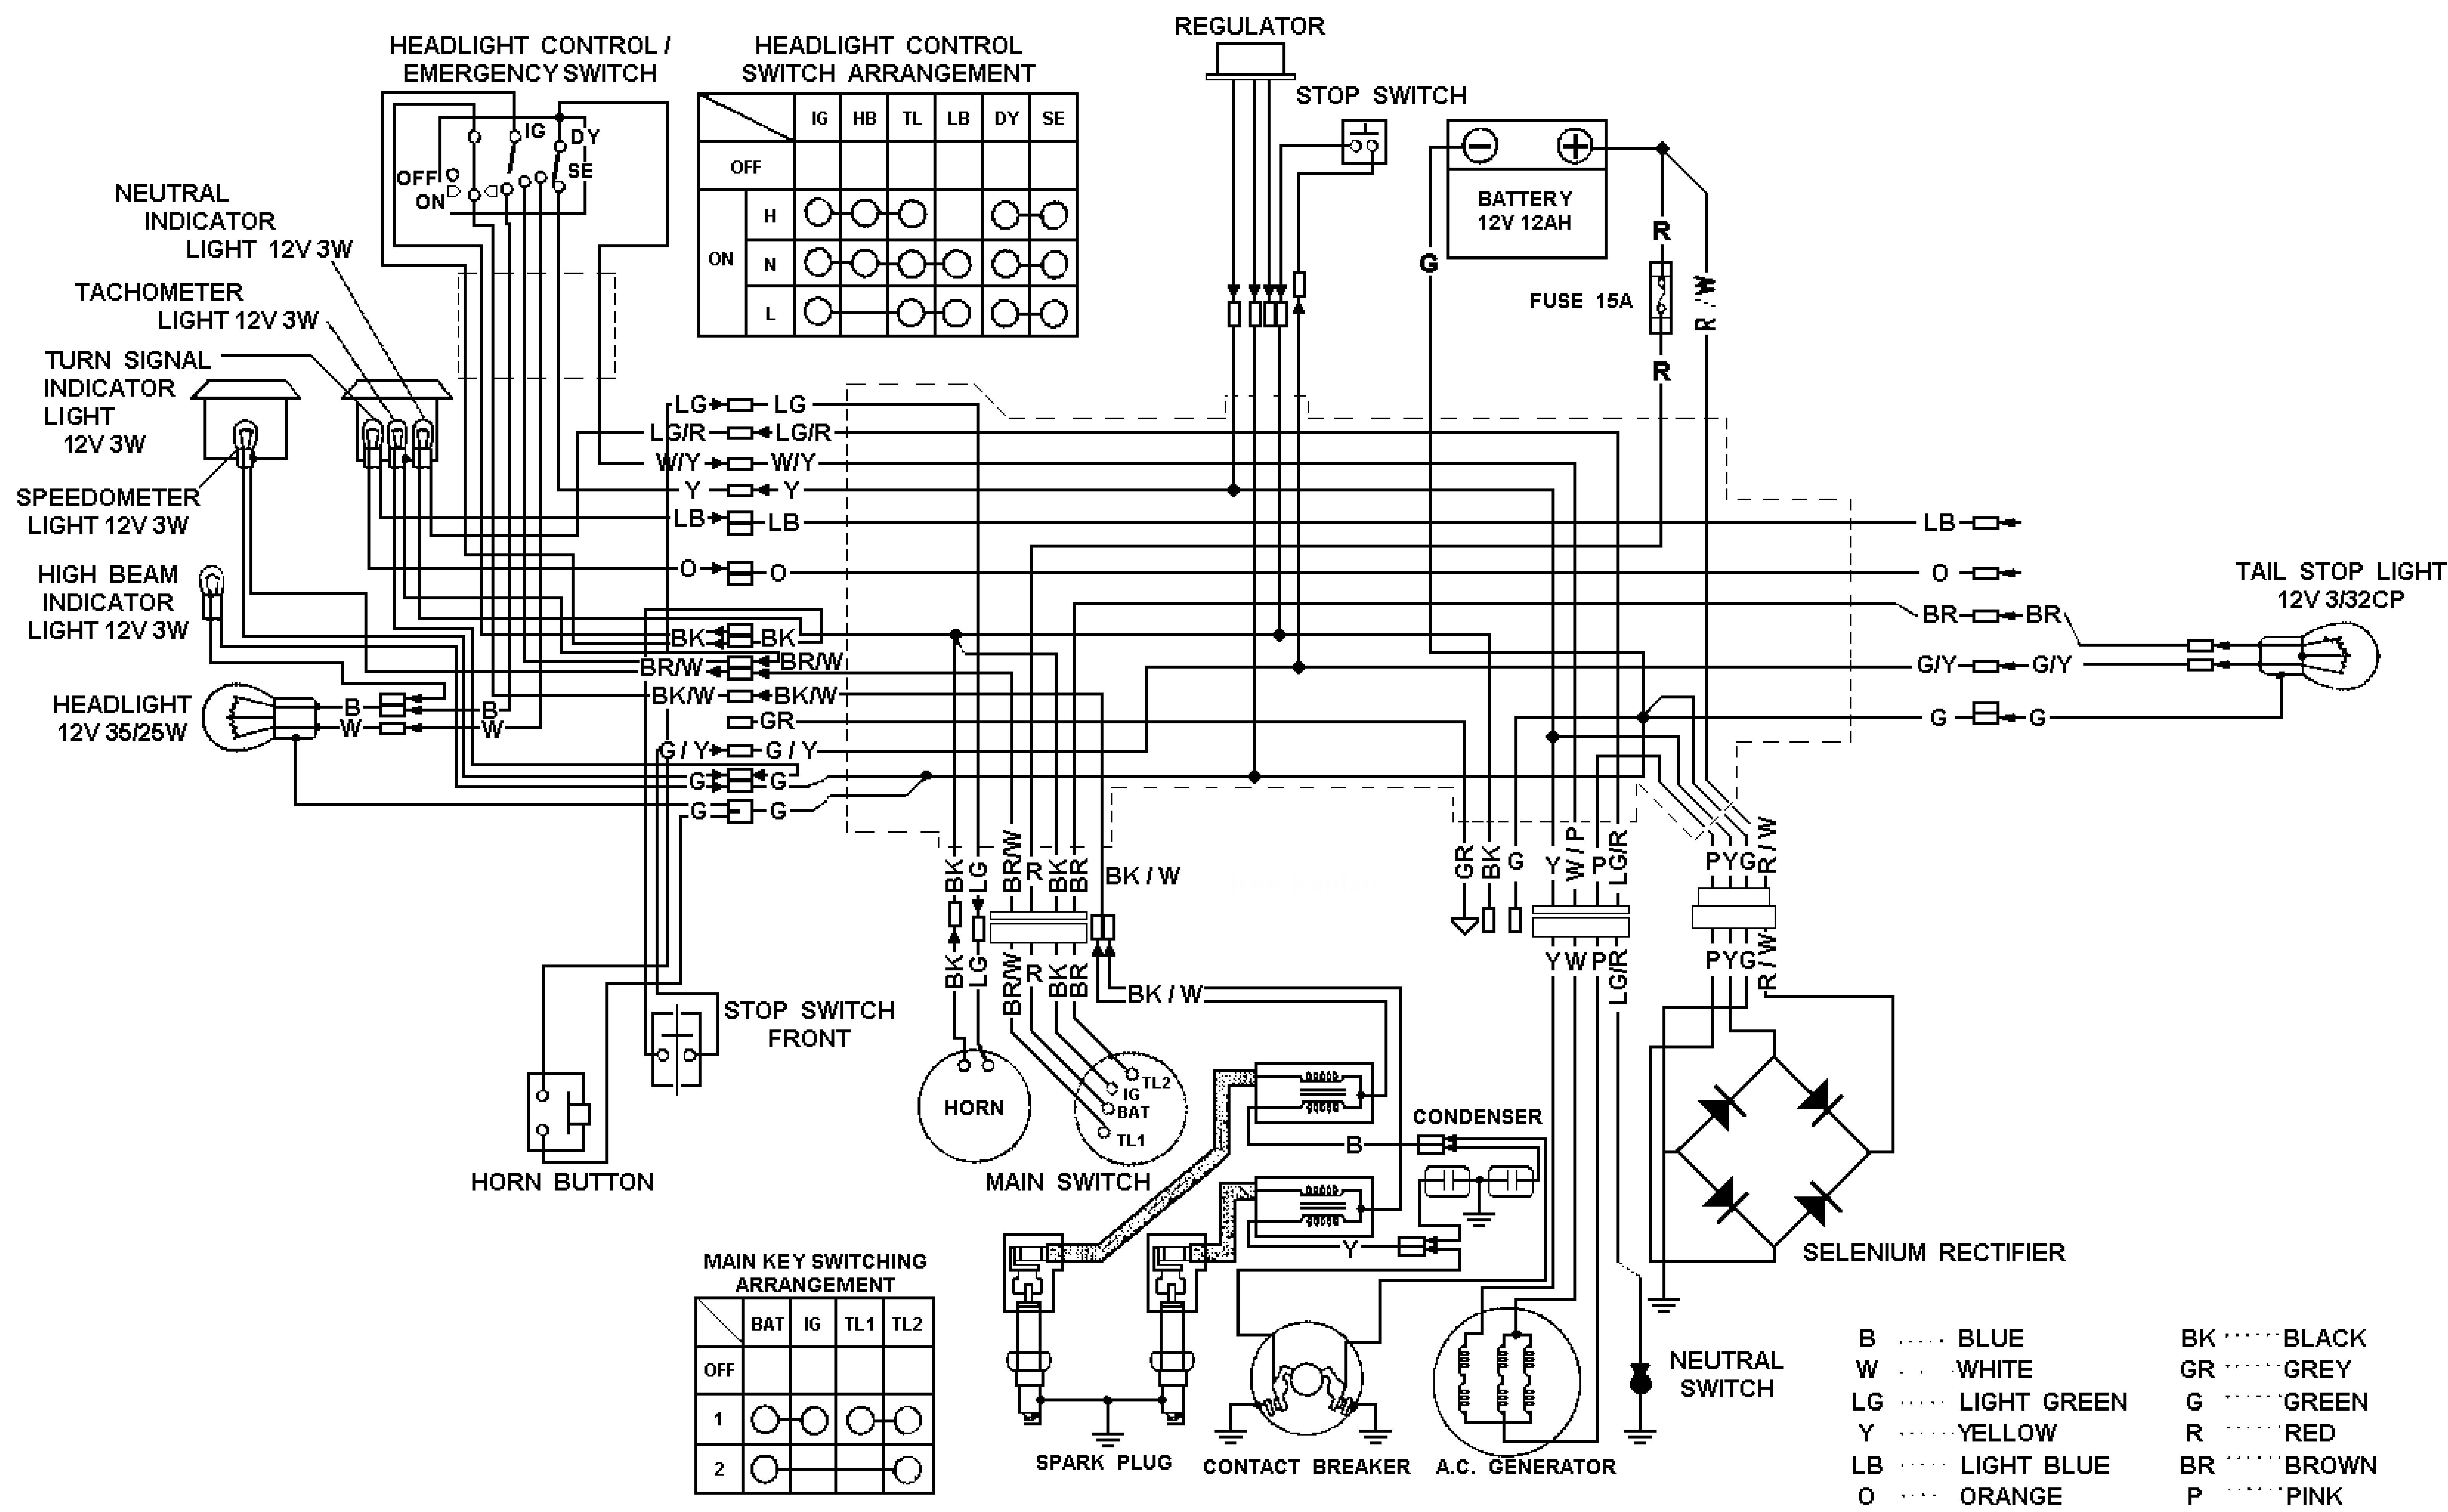 REGULATOR
HEADLIGHT CONTROL /
EMERGENCY SWITCH
IG
DY
SE
OFF
ON
HEADLIGHT CONTROL
SWITCH ARRANGEMENT
IG HB TL LB DY SE
OFF
ON
H
N
L
STOP SWITCH
BATTERY
12V 12AH
G
R
FUSE 15A
R
R / W
NEUTRAL
INDICATOR
LIGHT 12V 3W
TACHOMETER
LIGHT 12V 3W
TURN SIGNAL
INDICATOR
LIGHT
12V 3W
SPEEDOMETER
LIGHT 12V 3W
HIGH BEAM
INDICATOR
LIGHT 12V 3W
HEADLIGHT
12V 35/25W
B
W
B
W
LG LG
LG/R LG/R
W/Y W/Y
Y Y
LB LB
O O
BK BK
BR/W BR/W
BK/W BK/W
GR
G / Y G / Y
G G
G G
LB
O
BR BR
G/Y G/Y
G G
TAIL STOP LIGHT
12V 3/32CP
BK LG BR/W R BK BR BK / W
BK LG BR/W R BK BR
BK / W
GR BK G Y W / P P LG/R
Y W P LG/R
P Y G R / W
P Y G R / W
STOP SWITCH
FRONT
HORN BUTTON
HORN
TL2
IG
BAT
TL1
MAIN SWITCH
CONDENSER
B
Y
SELENIUM RECTIFIER
MAIN KEY SWITCHING
ARRANGEMENT
BAT IG TL1 TL2
OFF
1
2
SPARK PLUG
CONTACT BREAKER
A.C. GENERATOR
NEUTRAL
SWITCH
B ..... BLUE
W . . WHITE
LG ..... LIGHT GREEN
Y ...... YELLOW
LB ..... LIGHT BLUE
O .... ORANGE
BK ...... BLACK
GR ...... GREY
G ..... GREEN
R ...... RED
BR ...... BROWN
P ...... PINK